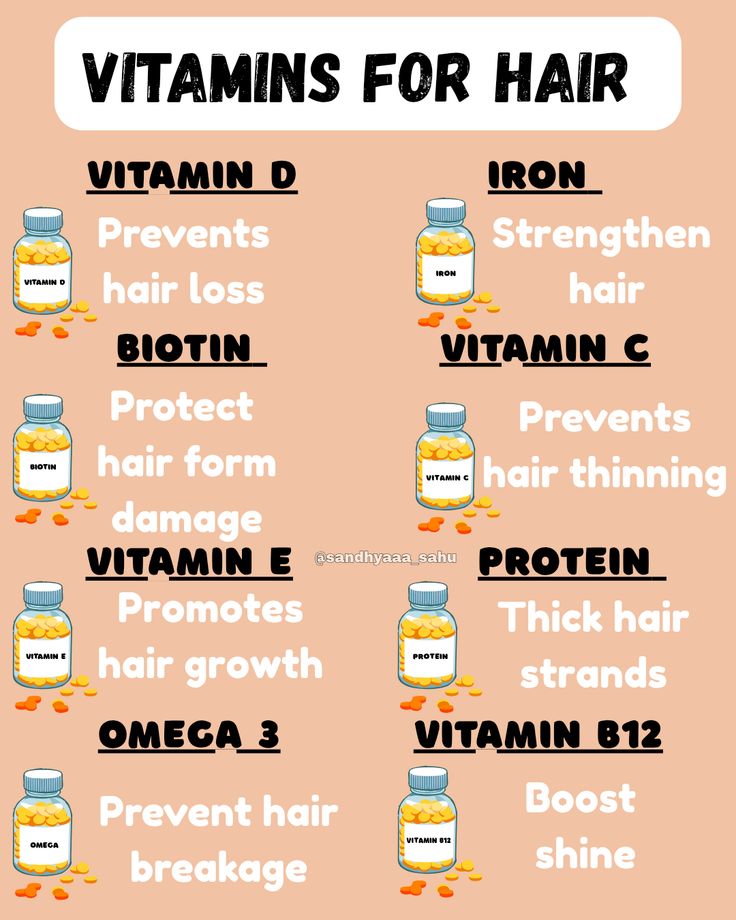 VITAMINS FOR HAIR
VITAMIN D
VITAMIN D
Prevents
hair loss
IRON
IRON
Strengthen
hair
BIOTIN
BIOTIN
Protect
hair form
damage
VITAMIN C
VITAMIN C
Prevents
hair thinning
@sandhyaaa_sahu
VITAMIN E
VITAMIN E
Promotes
hair growth
PROTEIN
PROTEIN
Thick hair
strands
OMEGA 3
OMEGA
Prevent hair
breakage
VITAMIN B12
VITAMIN B12
Boost
shine